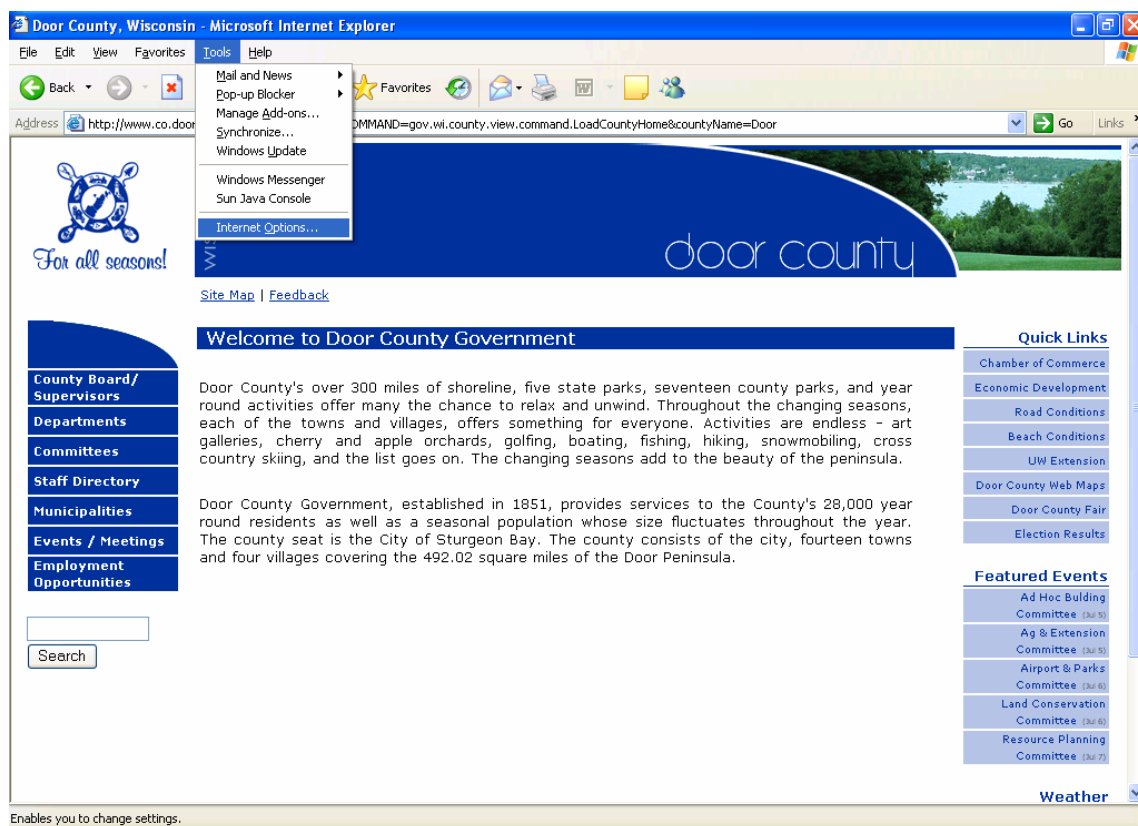 Door County, Wisconsin - Microsoft Internet Explorer
File Edit View Favorites Tools Help
Back
Favorites
Address http://www.co.door
OMMAND=gov.wi.county.view.command.LoadCountyHome&countyName=Door
Go Links
Mail and News
Pop-up Blocker
Manage Add-ons...
Synchronize...
Windows Update
Windows Messenger
Sun Java Console
Internet Options...
For all seasons!
WIS
door county
Site Map | Feedback
Welcome to Door County Government
Door County's over 300 miles of shoreline, five state parks, seventeen county parks, and year
round activities offer many the chance to relax and unwind. Throughout the changing seasons,
each of the towns and villages, offers something for everyone. Activities are endless - art
galleries, cherry and apple orchards, golfing, boating, fishing, hiking, snowmobiling, cross
country skiing, and the list goes on. The changing seasons add to the beauty of the peninsula.
Door County Government, established in 1851, provides services to the County's 28,000 year
round residents as well as a seasonal population whose size fluctuates throughout the year.
The county seat is the City of Sturgeon Bay. The county consists of the city, fourteen towns
and four villages covering the 492.02 square miles of the Door Peninsula.
County Board/
Supervisors
Departments
Committees
Staff Directory
Municipalities
Events / Meetings
Employment
Opportunities
Search
Quick Links
Chamber of Commerce
Economic Development
Road Conditions
Beach Conditions
UW Extension
Door County Web Maps
Door County Fair
Election Results
Featured Events
Ad Hoc Bulding
Committee (Jul 5)
Ag & Extension
Committee (Jul 5)
Airport & Parks
Committee (Jul 6)
Land Conservation
Committee (Jul 6)
Resource Planning
Committee (Jul 7)
Weather
Enables you to change settings.